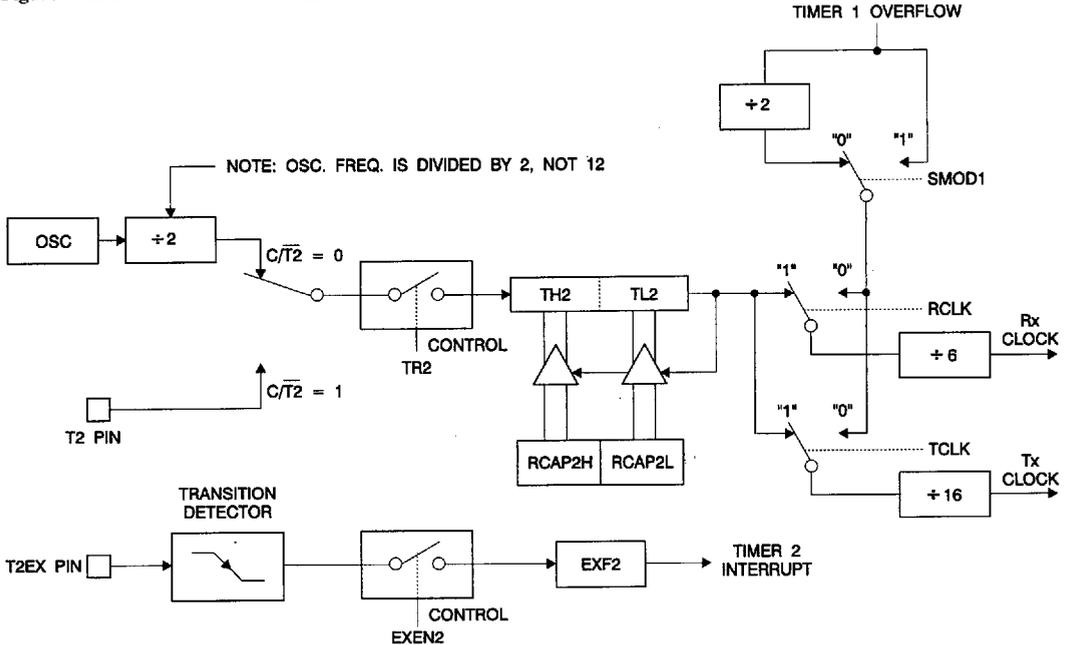 TIMER 1 OVERFLOW
÷2
"0" "1"
NOTE: OSC. FREQ. IS DIVIDED BY 2, NOT 12
SMOD1
OSC
÷2
C/T2 = 0
"1" "0"
TH2 TL2
RCLK
Rx
CLOCK
CONTROL
TR2
÷ 6
C/T2 = 1
"1" "0"
T2 PIN
TCLK
RCAP2H RCAP2L
Tx
CLOCK
÷ 16
TRANSITION
DETECTOR
T2EX PIN
EXF2
TIMER 2
INTERRUPT
CONTROL
EXEN2